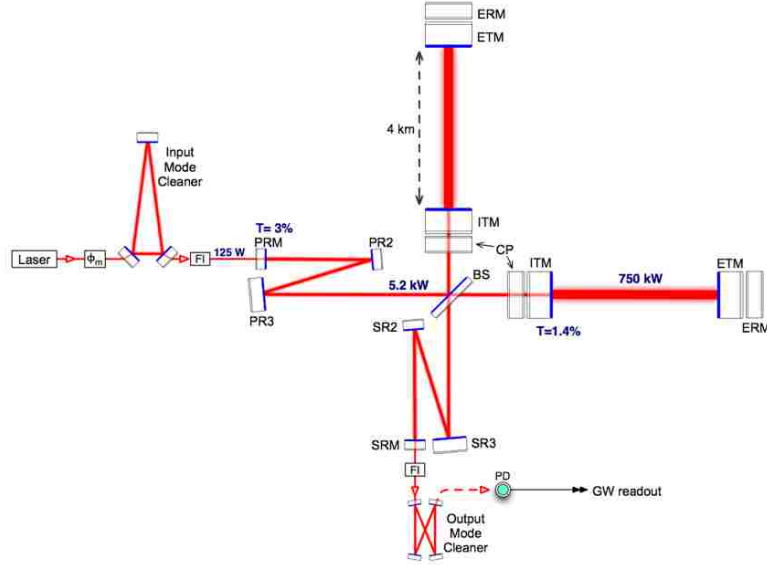 ERM
ETM
4 km
Input
Mode
Cleaner
ITM
CP
T= 3%
PRM
PR2
Laser
ϕm
FI
125 W
PR3
5.2 kW
BS
ITM
T=1.4%
750 kW
ETM
ERM
SR2
SRM
SR3
FI
PD
GW readout
Output
Mode
Cleaner